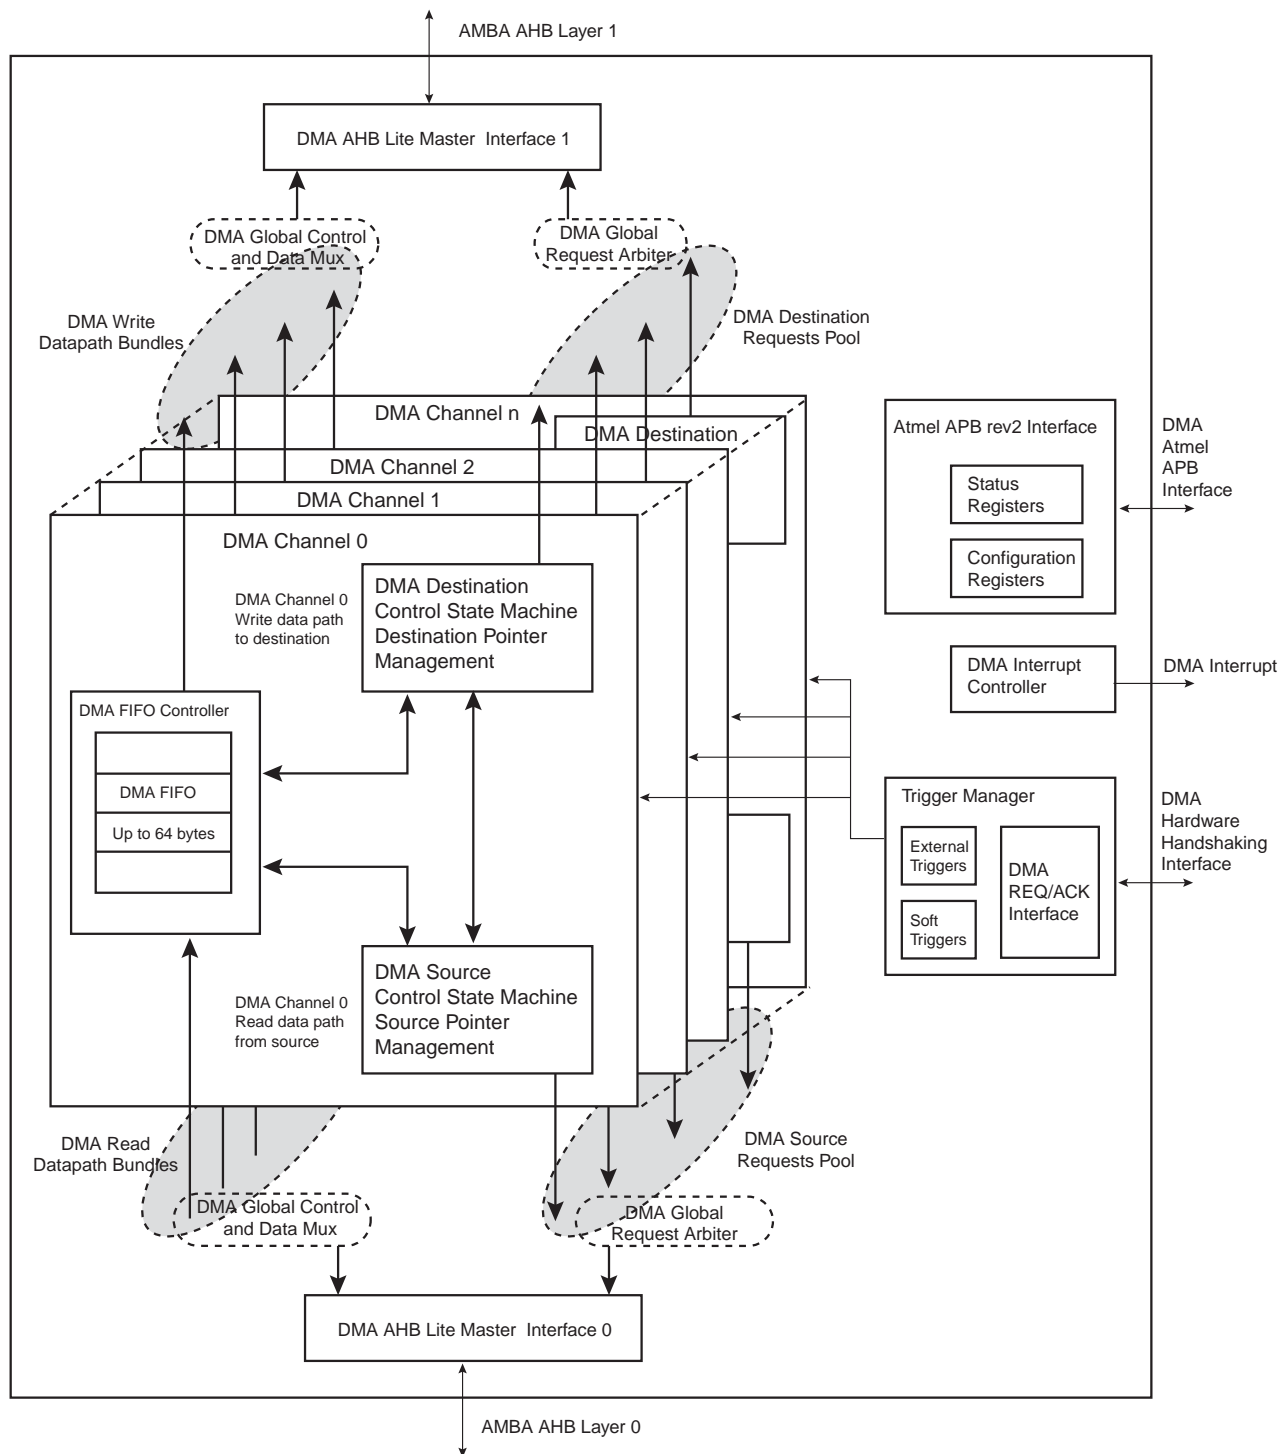 AMBA AHB Layer 1
DMA AHB Lite Master Interface 1
DMA Global Control
and Data Mux
DMA Global
Request Arbiter
DMA Write
Datapath Bundles
DMA Destination
Requests Pool
DMA Channel n
DMA Destination
DMA Channel 2
DMA Channel 1
DMA Channel 0
DMA Channel 0
Write data path
to destination
DMA Destination
Control State Machine
Destination Pointer
Management
DMA FIFO Controller
DMA FIFO
Up to 64 bytes
DMA Channel 0
Read data path
from source
DMA Source
Control State Machine
Source Pointer
Management
Atmel APB rev2 Interface
Status
Registers
Configuration
Registers
DMA
Atmel
APB
Interface
DMA Interrupt
Controller
DMA Interrupt
Trigger Manager
External
Triggers
Soft
Triggers
DMA
REQ/ACK
Interface
DMA
Hardware
Handshaking
Interface
DMA Read
Datapath Bundles
DMA Source
Requests Pool
DMA Global Control
and Data Mux
DMA Global
Request Arbiter
DMA AHB Lite Master Interface 0
AMBA AHB Layer 0